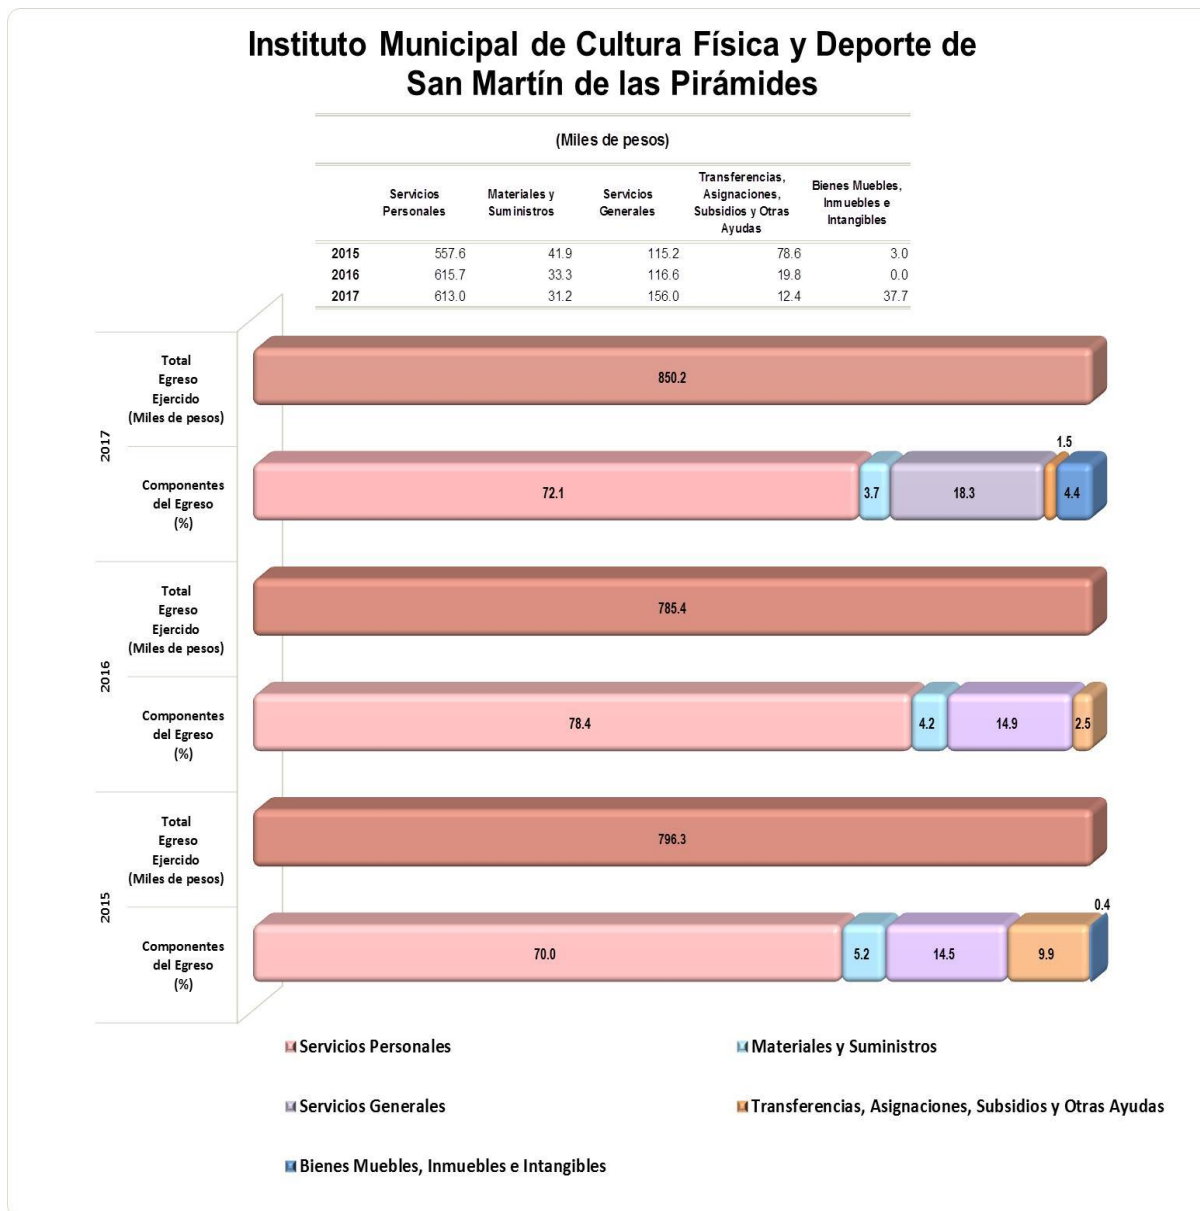 Instituto Municipal de Cultura Física y Deporte de
San Martín de las Pirámides
(Miles de pesos)
Servicios Personales Materiales y Suministros Servicios Generales Transferencias, Asignaciones, Subsidios y Otras Ayudas Bienes Muebles, Inmuebles e Intangibles
2015 557.6 41.9 115.2 78.6 3.0
2016 615.7 33.3 116.6 19.8 0.0
2017 613.0 31.2 156.0 12.4 37.7
2017
Total
Egreso
Ejercido
(Miles de pesos)
850.2
Componentes
del Egreso
(%)
72.1 3.7 18.3 1.5 4.4
2016
Total
Egreso
Ejercido
(Miles de pesos)
785.4
Componentes
del Egreso
(%)
78.4 4.2 14.9 2.5
2015
Total
Egreso
Ejercido
(Miles de pesos)
796.3
Componentes
del Egreso
(%)
70.0 5.2 14.5 9.9 0.4
Servicios Personales
Materiales y Suministros
Servicios Generales
Transferencias, Asignaciones, Subsidios y Otras Ayudas
Bienes Muebles, Inmuebles e Intangibles